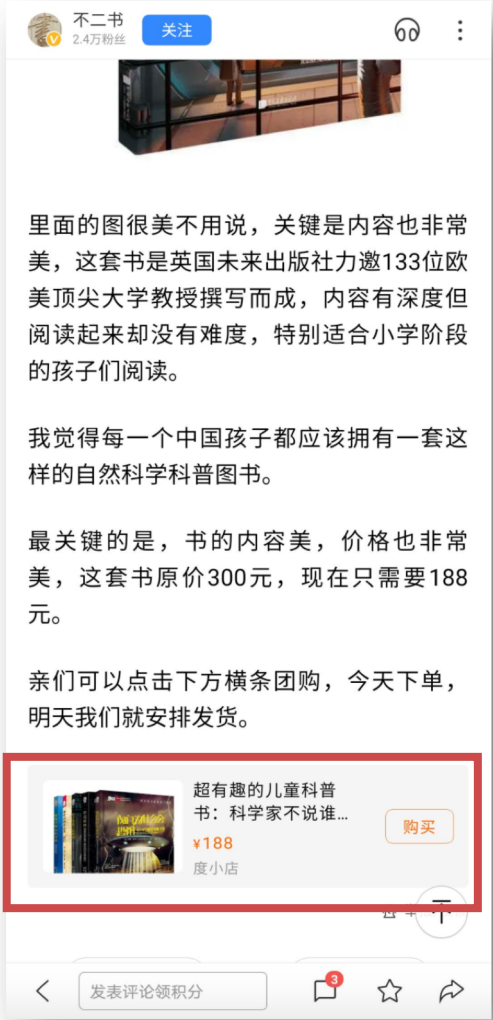 不二书
2.4万粉丝
关注
里面的图很美不用说，关键是内容也非常
美，这套书是英国未来出版社力邀133位欧
美顶尖大学教授撰写而成，内容有深度但
阅读起来却没有难度，特别适合小学阶段
的孩子们阅读。
我觉得每一个中国孩子都应该拥有一套这
样的自然科学科普图书。
最关键的是，书的内容美，价格也非常
美，这套书原价300元，现在只需要188
元。
亲们可以点击下方横条团购，今天下单，
明天我们就安排发货。
超有趣的儿童科普
书：科学家不说谁...
¥188
度小店
购买
发表评论领积分
3